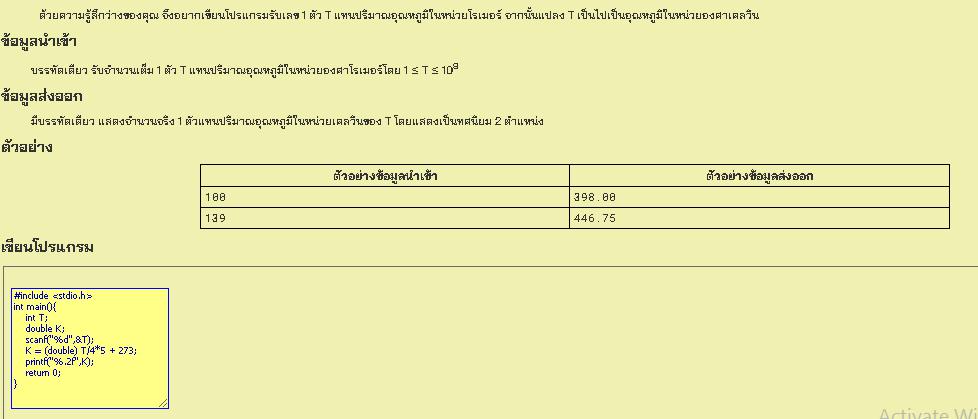 ด้วยความรู้สึกว่างของคุณ จึงอยากเขียนโปรแกรมรับเลข 1 ตัว T แทนปริมาณอุณหภูมิในหน่วยโรเมอร์ จากนั้นแปลง T เป็นไปเป็นอุณหภูมิในหน่วยองศาเคลวิน
ข้อมูลนำเข้า
บรรทัดเดียว รับจำนวนเต็ม 1 ตัว T แทนปริมาณอุณหภูมิในหน่วยองศาโรเมอร์โดย 1 ≤ T ≤ 10⁹
ข้อมูลส่งออก
มีบรรทัดเดียว แสดงจำนวนจริง 1 ตัวแทนปริมาณอุณหภูมิในหน่วยเคลวินของ T โดยแสดงเป็นทศนิยม 2 ตำแหน่ง
ตัวอย่าง
ตัวอย่างข้อมูลนำเข้า ตัวอย่างข้อมูลส่งออก
100 398.00
139 446.75
เขียนโปรแกรม
#include <stdio.h>
int main(){
int T;
double K;
scanf("%d",&T);
K = (double) T/4*5 + 273;
printf("%.2f",K);
return 0;
}
Activate Wi